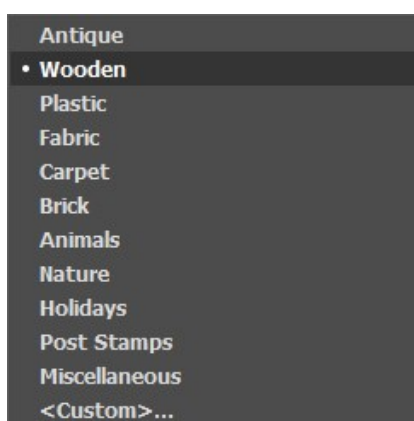 Antique
• Wooden
Plastic
Fabric
Carpet
Brick
Animals
Nature
Holidays
Post Stamps
Miscellaneous
<Custom>...